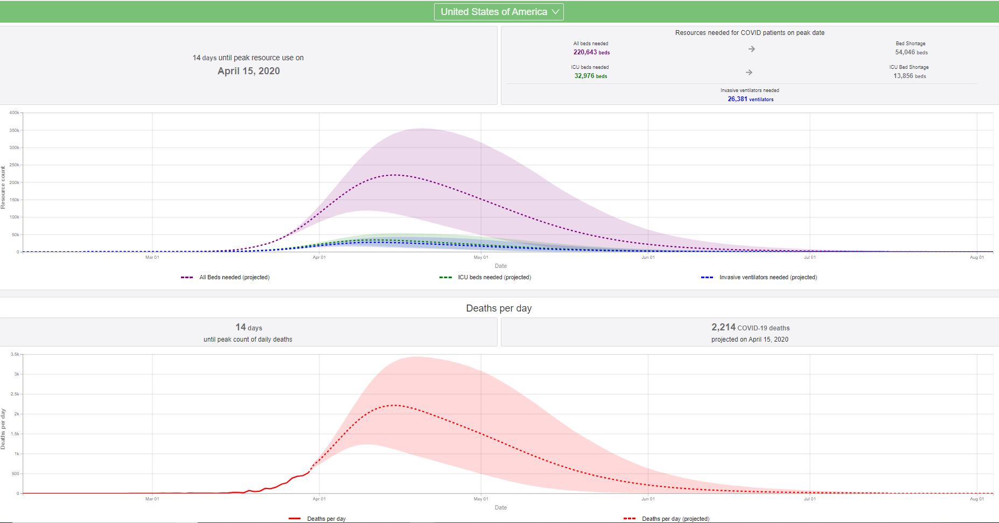 United States of America
14 days until peak resource use on
April 15, 2020
Resources needed for COVID patients on peak date
All beds needed
220,643 beds
Bed Shortage
54,046 beds
ICU beds needed
32,976 beds
ICU Bed Shortage
13,856 beds
Invasive ventilators needed
26,381 ventilators
Resource count
400k
350k
300k
250k
200k
150k
100k
50k
0
Mar 01
Apr 01
May 01
Jun 01
Jul 01
Aug 01
Date
All Beds needed (projected)
ICU beds needed (projected)
Invasive ventilators needed (projected)
Deaths per day
14 days
until peak count of daily deaths
2,214 COVID-19 deaths
projected on April 15, 2020
Deaths per day
3.5k
3k
2.5k
2k
1.5k
1k
500
0
Mar 01
Apr 01
May 01
Jun 01
Jul 01
Aug 01
Date
Deaths per day
Deaths per day (projected)